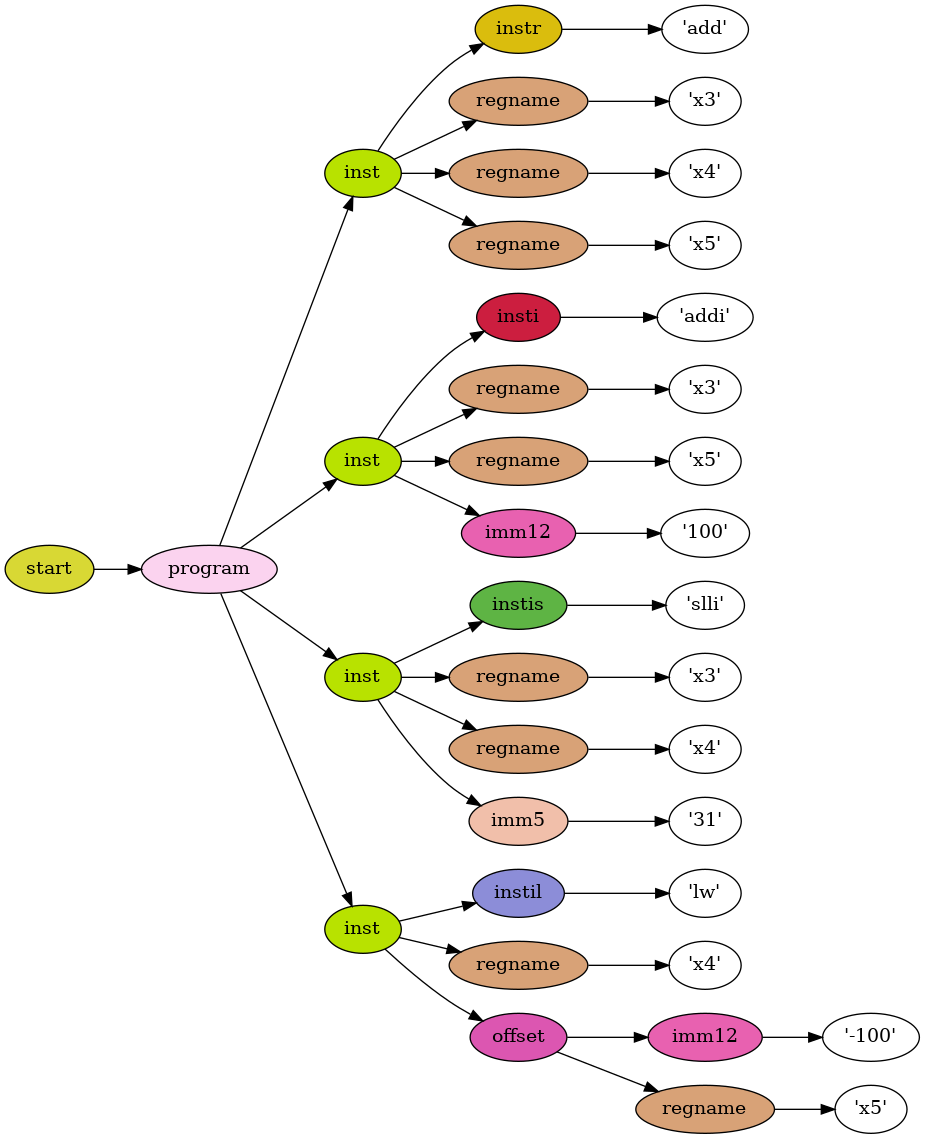 instr 'add'
regname 'x3'
inst regname 'x4'
regname 'x5'
insti 'addi'
regname 'x3'
inst regname 'x5'
imm12 '100'
start program
instis 'slli'
inst regname 'x3'
regname 'x4'
imm5 '31'
instil 'lw'
inst
regname 'x4'
offset imm12 '-100'
regname 'x5'